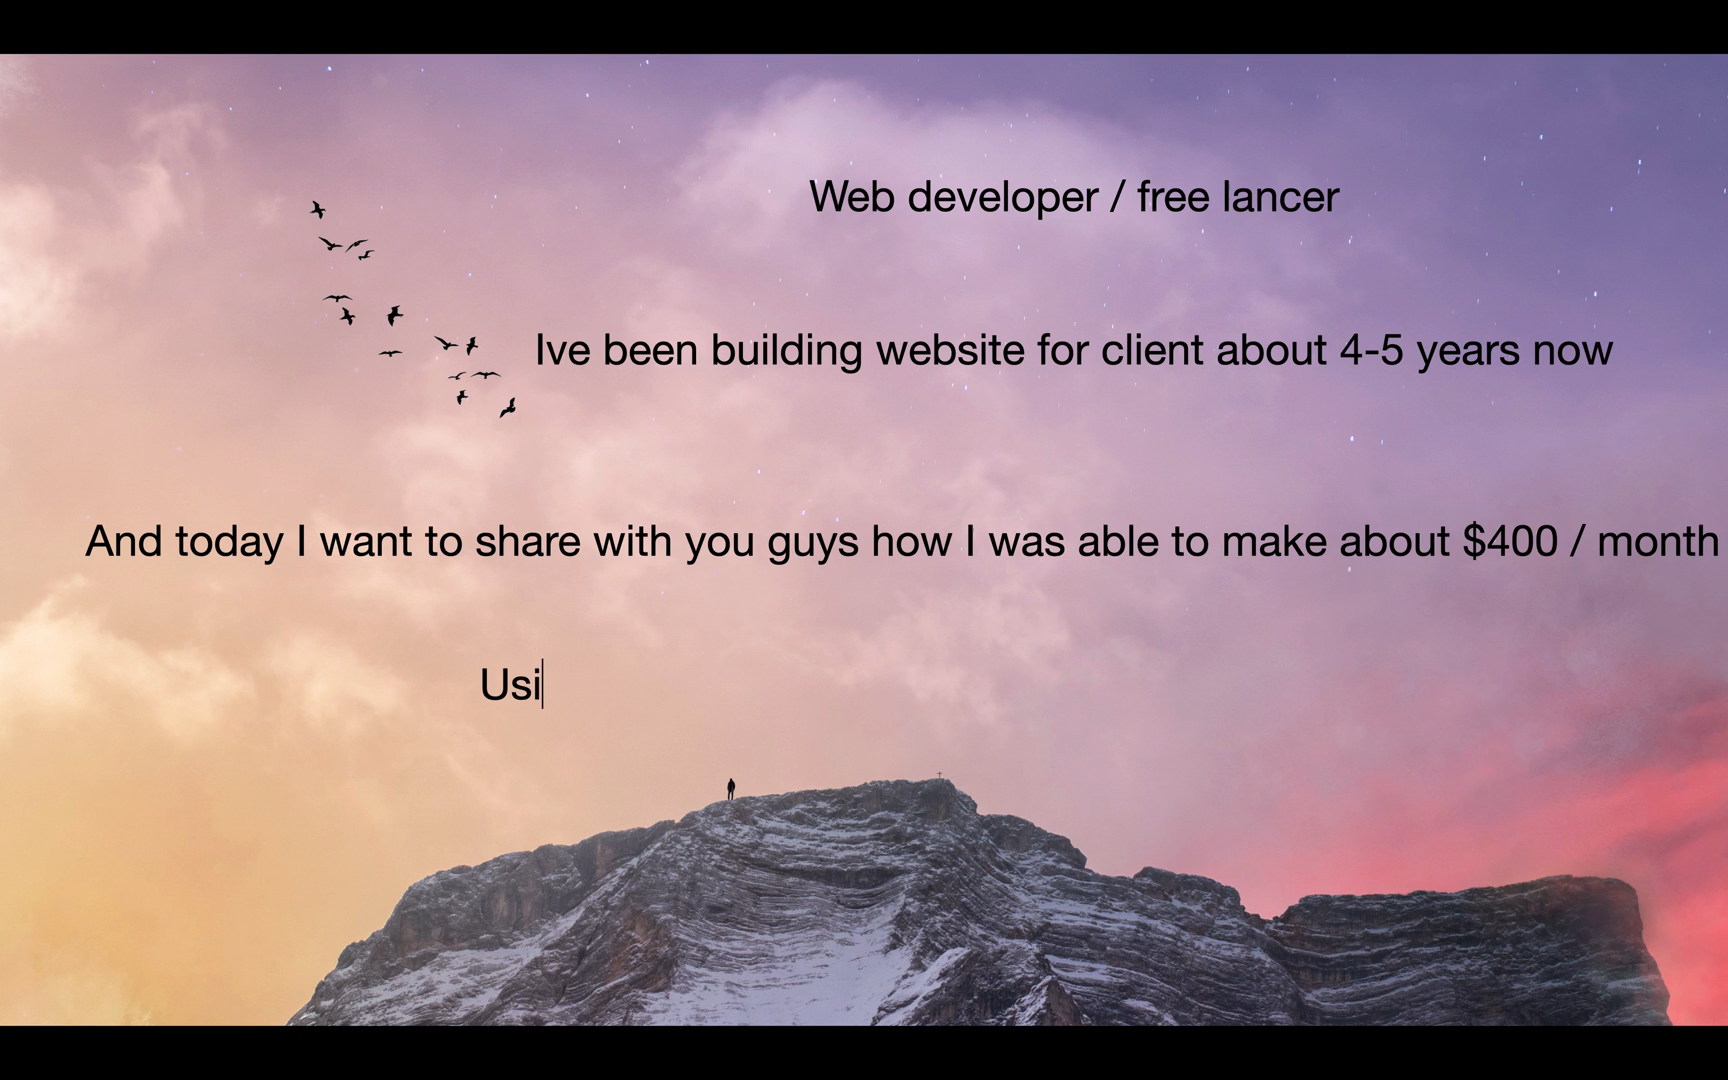 Web developer / free lancer
Ive been building website for client about 4-5 years now
And today I want to share with you guys how I was able to make about $400 / month
Usi